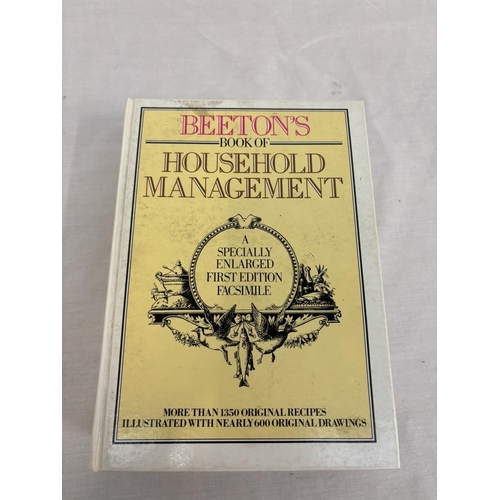 BEETON'S
BOOK OF
HOUSEHOLD
MANAGEMENT
A
SPECIALLY
ENLARGED
FIRST EDITION
FACSIMILE
MORE THAN 1350 ORIGINAL RECIPES
ILLUSTRATED WITH NEARLY 600 ORIGINAL DRAWINGS